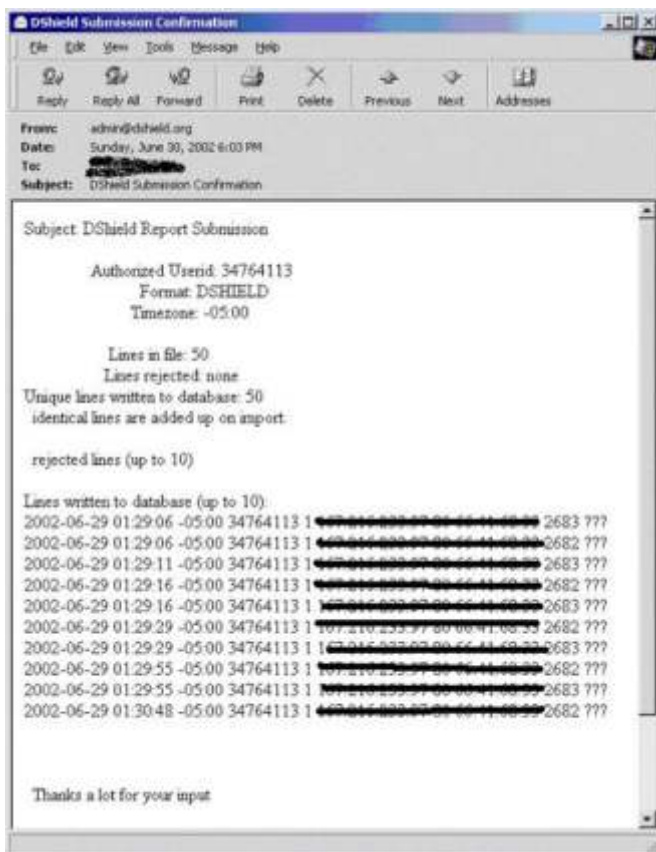 DShield Submission Confirmation
File Edit View Tools Message Help
Reply Reply All Forward Print Delete Previous Next Addresses
From: admin@dshield.org
Date: Sunday, June 30, 2002 6:03 PM
To:
Subject: DShield Submission Confirmation
Subject: DShield Report Submission
Authorized Userid: 34764113
Format: DSHIELD
Timezone: -05:00
Lines in file: 50
Lines rejected: none
Unique lines written to database: 50
identical lines are added up on import.
rejected lines (up to 10)
Lines written to database (up to 10):
2002-06-29 01:29:06 -05:00 34764113 1 2683 ???
2002-06-29 01:29:06 -05:00 34764113 1 2682 ???
2002-06-29 01:29:11 -05:00 34764113 1 2683 ???
2002-06-29 01:29:16 -05:00 34764113 1 2682 ???
2002-06-29 01:29:16 -05:00 34764113 1 2683 ???
2002-06-29 01:29:29 -05:00 34764113 1 2682 ???
2002-06-29 01:29:29 -05:00 34764113 1 2683 ???
2002-06-29 01:29:55 -05:00 34764113 1 2682 ???
2002-06-29 01:29:55 -05:00 34764113 1 2683 ???
2002-06-29 01:30:48 -05:00 34764113 1 2682 ???
Thanks a lot for your input